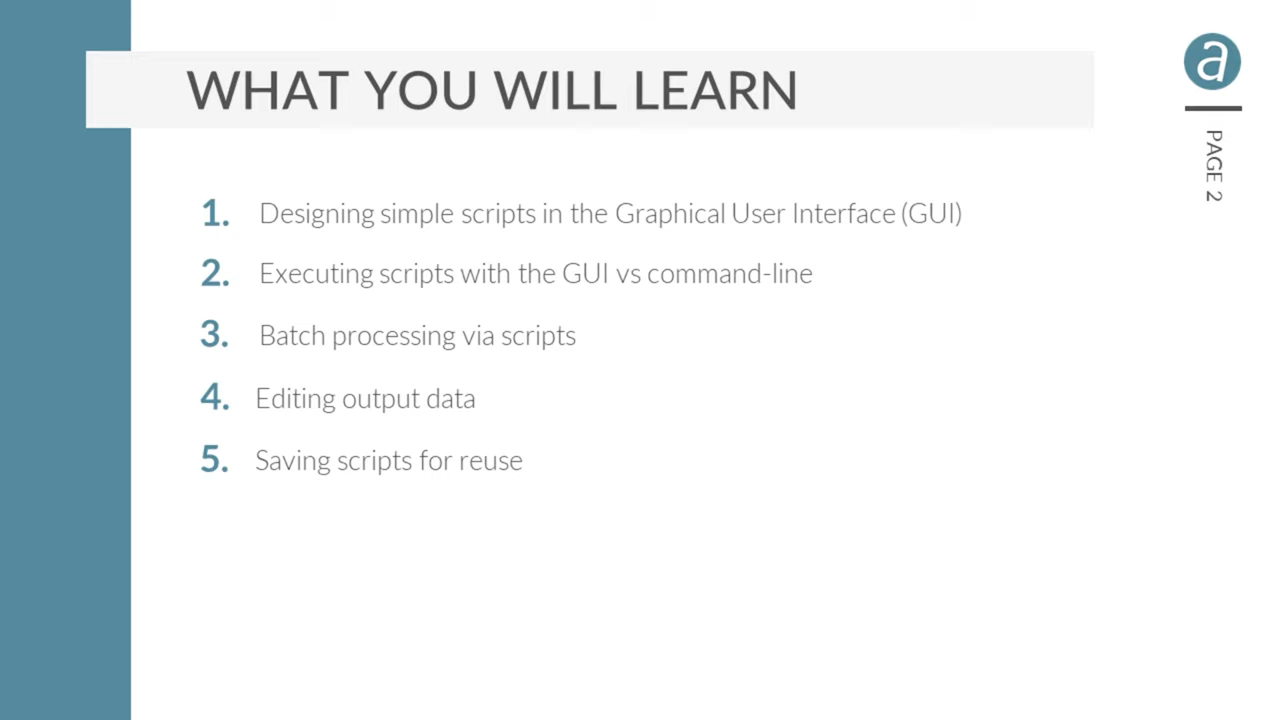 WHAT YOU WILL LEARN
a
PAGE 2
1. Designing simple scripts in the Graphical User Interface (GUI)
2. Executing scripts with the GUI vs command-line
3. Batch processing via scripts
4. Editing output data
5. Saving scripts for reuse